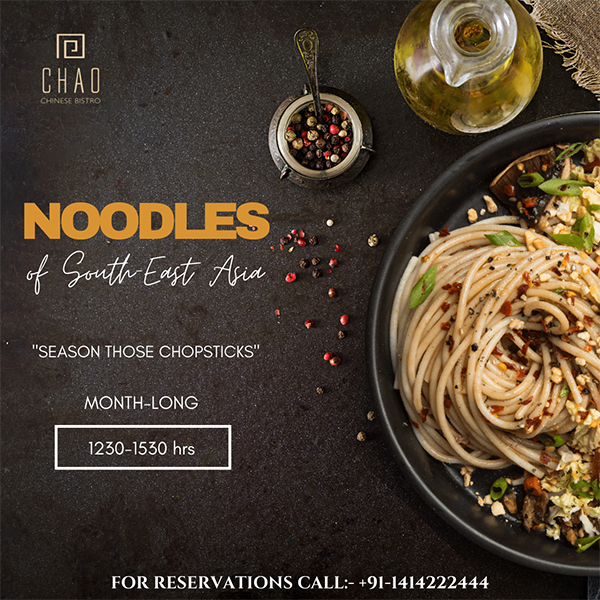 CHAO
CHINESE BISTRO
NOODLES
of South-East Asia
"SEASON THOSE CHOPSTICKS"
MONTH-LONG
1230-1530 hrs
FOR RESERVATIONS CALL:- +91-1414222444